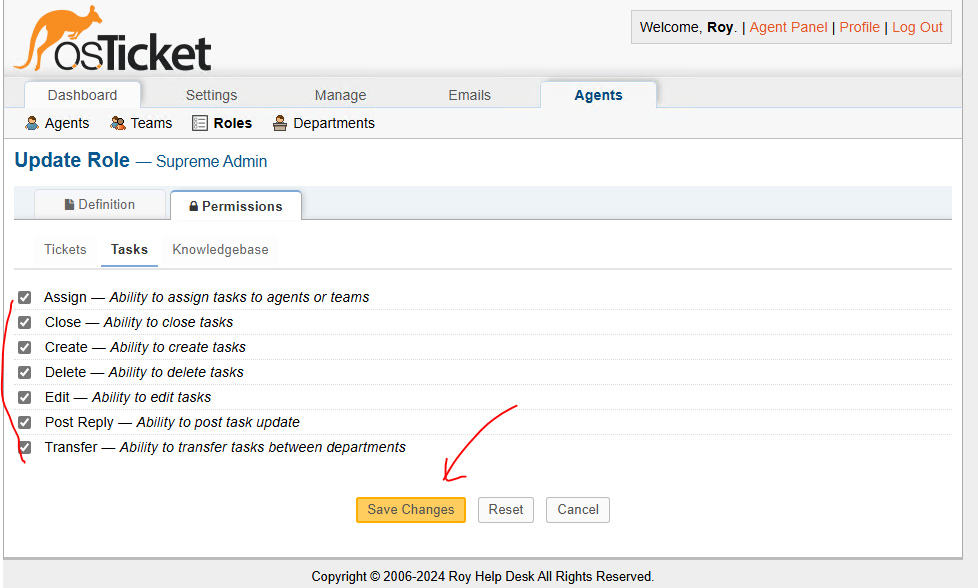 osTicket
Welcome, Roy. | Agent Panel | Profile | Log Out
Dashboard Settings Manage Emails Agents
Agents Teams Roles Departments
Update Role — Supreme Admin
Definition Permissions
Tickets Tasks Knowledgebase
Assign — Ability to assign tasks to agents or teams
Close — Ability to close tasks
Create — Ability to create tasks
Delete — Ability to delete tasks
Edit — Ability to edit tasks
Post Reply — Ability to post task update
Transfer — Ability to transfer tasks between departments
Save Changes Reset Cancel
Copyright © 2006-2024 Roy Help Desk All Rights Reserved.